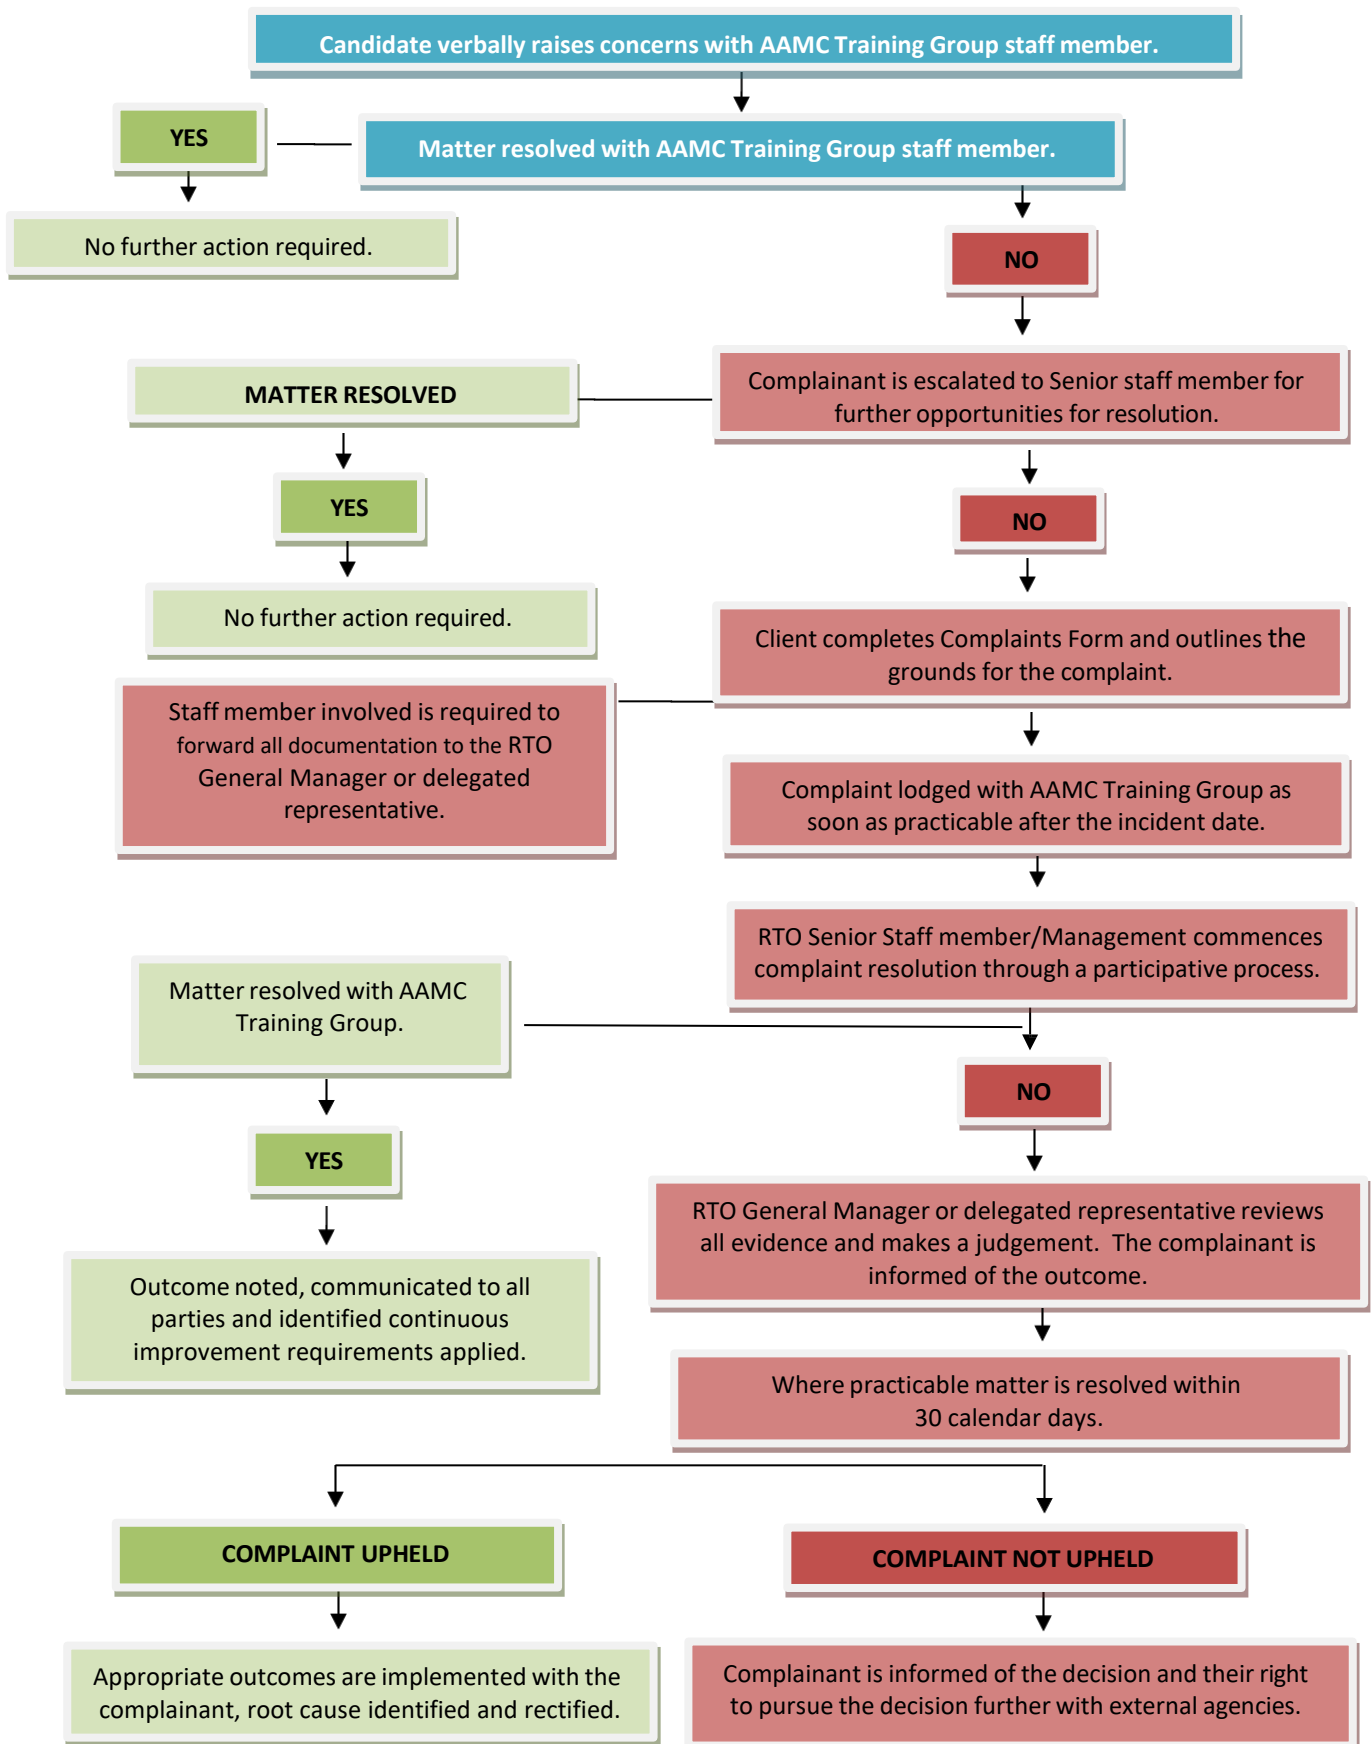 Candidate verbally raises concerns with AAMC Training Group staff member.
YES
Matter resolved with AAMC Training Group staff member.
No further action required.
NO
MATTER RESOLVED
Complainant is escalated to Senior staff member for
further opportunities for resolution.
YES
NO
No further action required.
Client completes Complaints Form and outlines the
grounds for the complaint.
Staff member involved is required to
forward all documentation to the RTO
General Manager or delegated
representative.
Complaint lodged with AAMC Training Group as
soon as practicable after the incident date.
RTO Senior Staff member/Management commences
complaint resolution through a participative process.
Matter resolved with AAMC
Training Group.
NO
YES
RTO General Manager or delegated representative reviews
all evidence and makes a judgement.  The complainant is
informed of the outcome.
Outcome noted, communicated to all
parties and identified continuous
improvement requirements applied.
Where practicable matter is resolved within
30 calendar days.
COMPLAINT UPHELD
COMPLAINT NOT UPHELD
Appropriate outcomes are implemented with the
complainant, root cause identified and rectified.
Complainant is informed of the decision and their right
to pursue the decision further with external agencies.